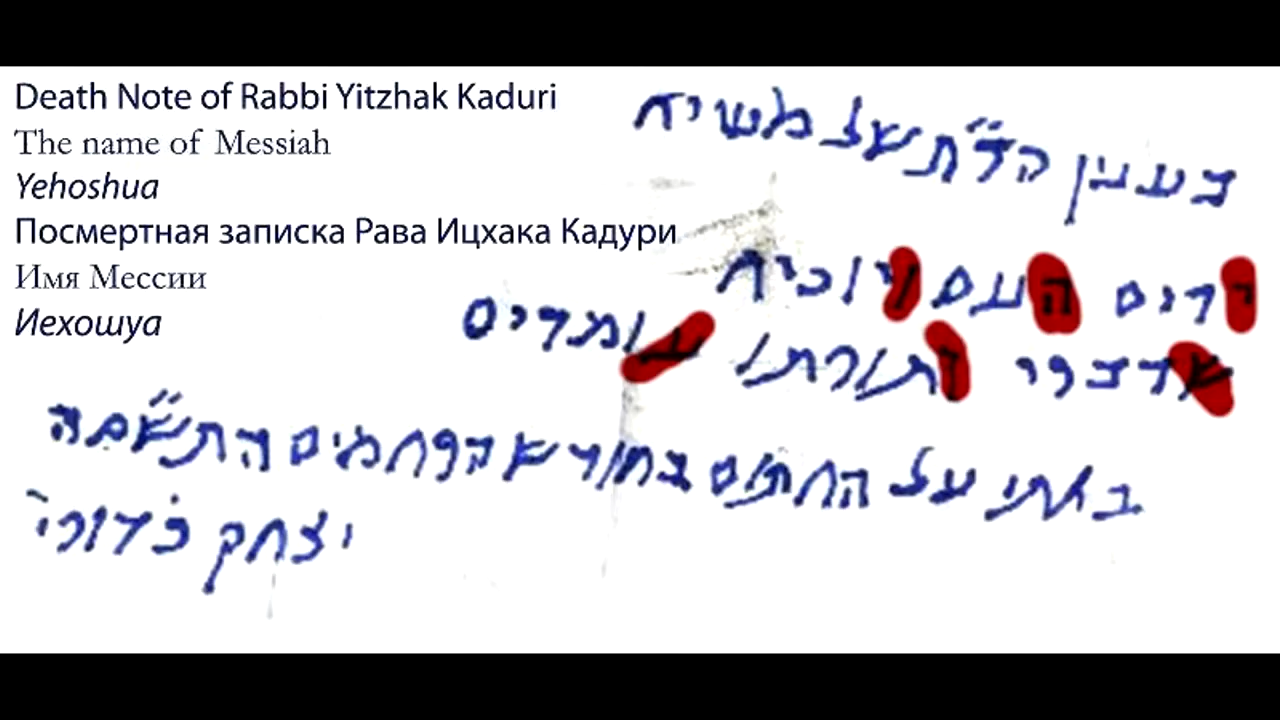 Death Note of Rabbi Yitzhak Kaduri
The name of Messiah
Yehoshua
Посмертная записка Рава Ицхака Кадури
Имя Мессии
Иехошуа
בענין הר״ת של משיח
ירים העם ויוכיח
שדברו ותורתו עומדים
באתי על החתום בחודש הרחמים התשס״ה
יצחק כדורי